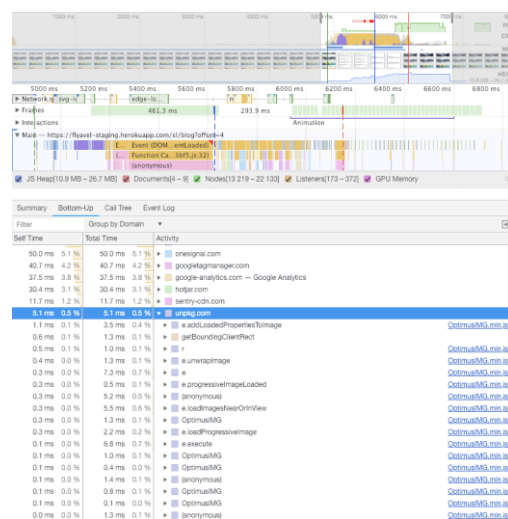 1000 ms 2000 ms 3000 ms 4000 ms 5000 ms 6000 ms 7000 ms
5000 ms 5200 ms 5400 ms 5600 ms 5800 ms 6000 ms 6200 ms 6400 ms 6600 ms 6800 ms
▶ Network
▶ Frames 461.3 ms 293.9 ms
▶ Interactions Animation
▼ Main — https://flyavel-staging.herokuapp.com/sl/blog?offset=4
E... Event (DOM...entLoaded)
(... Function Ca...3bf5.js:32)
(anonymous)
JS Heap[10.9 MB – 26.7 MB] Documents[4 – 9] Nodes[13 219 – 22 133] Listeners[173 – 372] GPU Memory
Summary Bottom-Up Call Tree Event Log
Filter Group by Domain ▼
Self Time Total Time Activity
50.0 ms 5.1 % 50.0 ms 5.1 % ▶ onesignal.com
40.7 ms 4.2 % 40.7 ms 4.2 % ▶ googletagmanager.com
37.5 ms 3.8 % 37.5 ms 3.8 % ▶ google-analytics.com — Google Analytics
30.4 ms 3.1 % 30.4 ms 3.1 % ▶ hotjar.com
11.7 ms 1.2 % 11.7 ms 1.2 % ▶ sentry-cdn.com
5.1 ms 0.5 % 5.1 ms 0.5 % ▼ unpkg.com
1.1 ms 0.1 % 3.5 ms 0.4 % ▶ e.addLoadedPropertiesToImage OptimusIMG.min.js
0.6 ms 0.1 % 1.3 ms 0.1 % ▶ getBoundingClientRect
0.5 ms 0.1 % 1.0 ms 0.1 % ▶ r OptimusIMG.min.js
0.4 ms 0.0 % 1.3 ms 0.1 % ▶ e.unwrapImage OptimusIMG.min.js
0.3 ms 0.0 % 7.3 ms 0.7 % ▶ e OptimusIMG.min.js
0.3 ms 0.0 % 0.5 ms 0.1 % ▶ e.progressiveImageLoaded OptimusIMG.min.js
0.3 ms 0.0 % 5.2 ms 0.5 % ▶ (anonymous) OptimusIMG.min.js
0.3 ms 0.0 % 5.5 ms 0.6 % ▶ e.loadImagesNearOrInView OptimusIMG.min.js
0.3 ms 0.0 % 1.3 ms 0.1 % ▶ OptimusIMG OptimusIMG.min.js
0.3 ms 0.0 % 2.2 ms 0.2 % ▶ e.loadProgressiveImage OptimusIMG.min.js
0.1 ms 0.0 % 6.8 ms 0.7 % ▶ e.execute OptimusIMG.min.js
0.1 ms 0.0 % 1.0 ms 0.1 % ▶ OptimusIMG OptimusIMG.min.js
0.1 ms 0.0 % 0.4 ms 0.0 % ▶ OptimusIMG OptimusIMG.min.js
0.1 ms 0.0 % 1.4 ms 0.1 % ▶ (anonymous) OptimusIMG.min.js
0.1 ms 0.0 % 0.8 ms 0.1 % ▶ OptimusIMG OptimusIMG.min.js
0.1 ms 0.0 % 0.1 ms 0.0 % ▶ OptimusIMG OptimusIMG.min.js
0.0 ms 0.0 % 1.3 ms 0.1 % ▶ (anonymous) OptimusIMG.min.js